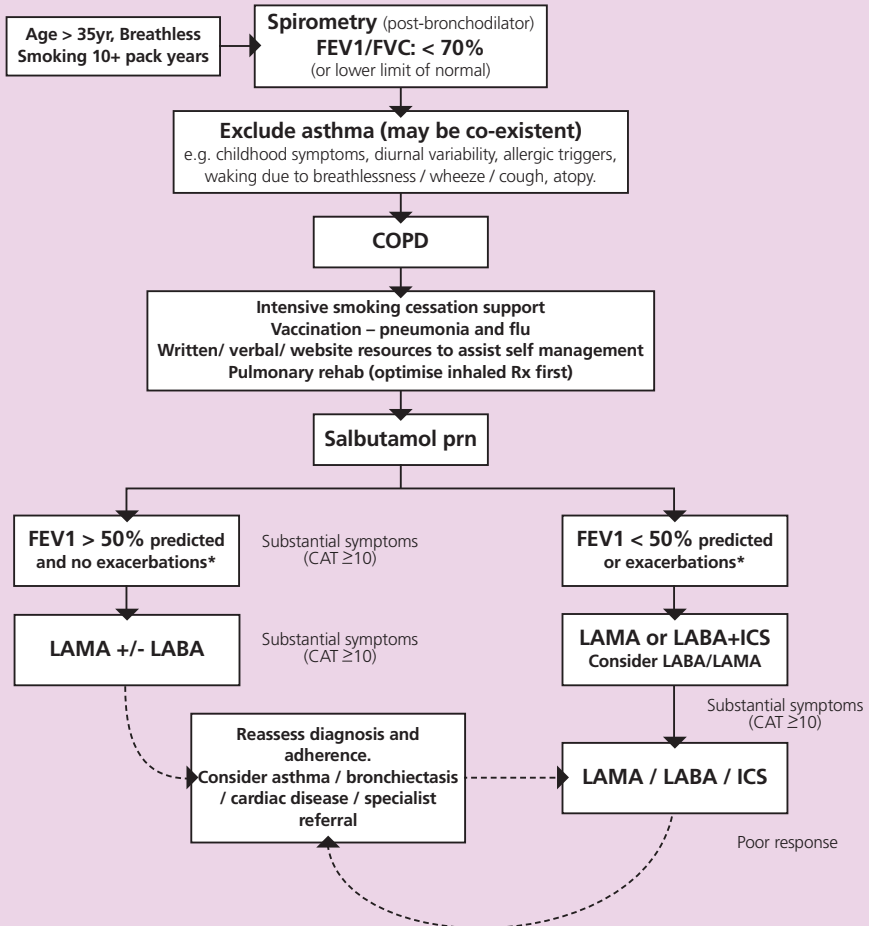 Age > 35yr, Breathless
Smoking 10+ pack years
Spirometry (post-bronchodilator)
FEV1/FVC: < 70%
(or lower limit of normal)
Exclude asthma (may be co-existent)
e.g. childhood symptoms, diurnal variability, allergic triggers,
waking due to breathlessness / wheeze / cough, atopy.
COPD
Intensive smoking cessation support
Vaccination – pneumonia and flu
Written/ verbal/ website resources to assist self management
Pulmonary rehab (optimise inhaled Rx first)
Salbutamol prn
FEV1 > 50% predicted
and no exacerbations*
Substantial symptoms
(CAT ≥10)
FEV1 < 50% predicted
or exacerbations*
LAMA +/- LABA
Substantial symptoms
(CAT ≥10)
LAMA or LABA+ICS
Consider LABA/LAMA
Substantial symptoms
(CAT ≥10)
Reassess diagnosis and
adherence.
Consider asthma / bronchiectasis
/ cardiac disease / specialist
referral
LAMA / LABA / ICS
Poor response